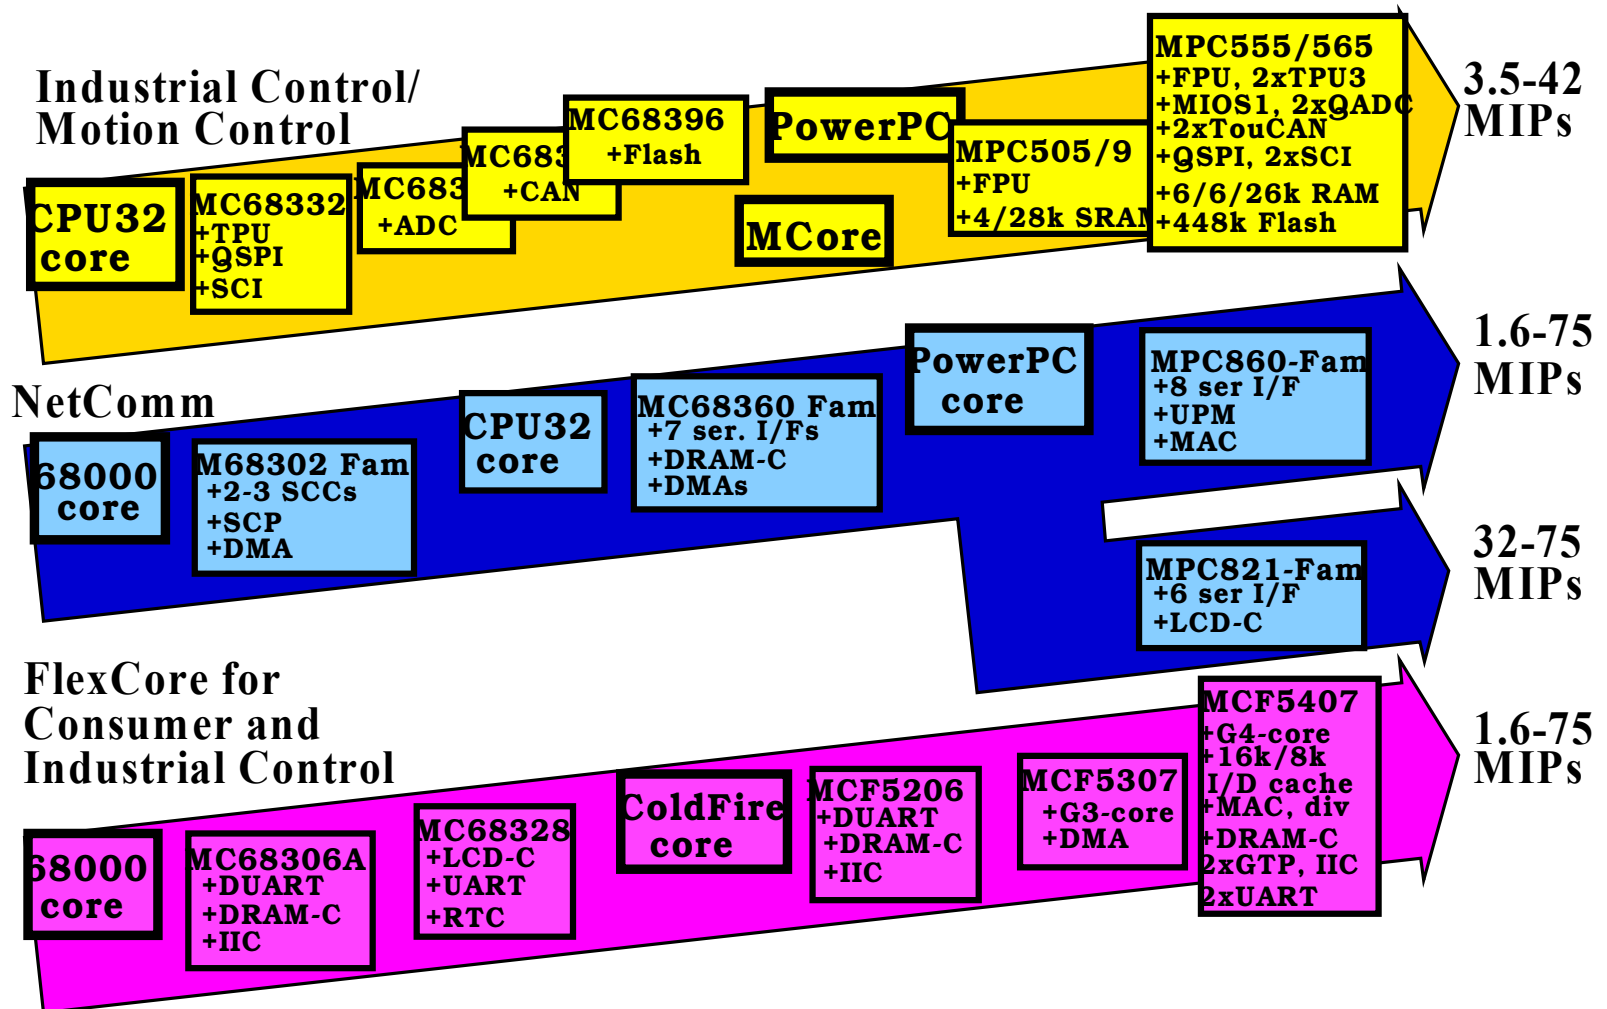 Industrial Control/
Motion Control
CPU32
core
MC68332
+TPU
+QSPI
+SCI
MC683
+ADC
MC683
+CAN
MC68396
+Flash
PowerPC
MCore
MPC505/9
+FPU
+4/28k SRAM
MPC555/565
+FPU, 2xTPU3
+MIOS1, 2xQADC
+2xTouCAN
+QSPI, 2xSCI
+6/6/26k RAM
+448k Flash
3.5-42
MIPs
NetComm
68000
core
M68302 Fam
+2-3 SCCs
+SCP
+DMA
CPU32
core
MC68360 Fam
+7 ser. I/Fs
+DRAM-C
+DMAs
PowerPC
core
MPC860-Fam
+8 ser I/F
+UPM
+MAC
1.6-75
MIPs
MPC821-Fam
+6 ser I/F
+LCD-C
32-75
MIPs
FlexCore for
Consumer and
Industrial Control
68000
core
MC68306A
+DUART
+DRAM-C
+IIC
MC68328
+LCD-C
+UART
+RTC
ColdFire
core
MCF5206
+DUART
+DRAM-C
+IIC
MCF5307
+G3-core
+DMA
MCF5407
+G4-core
+16k/8k
I/D cache
+MAC, div
+DRAM-C
2xGTP, IIC
2xUART
1.6-75
MIPs